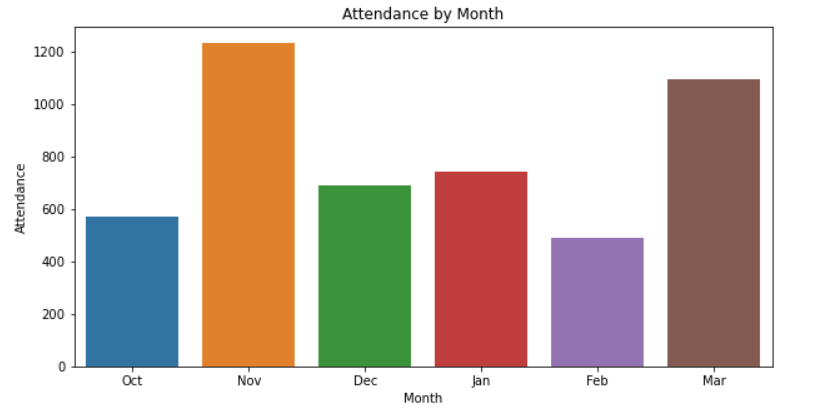 Attendance by Month
1200
1000
800
600
400
200
0
Attendance
Oct Nov Dec Jan Feb Mar
Month